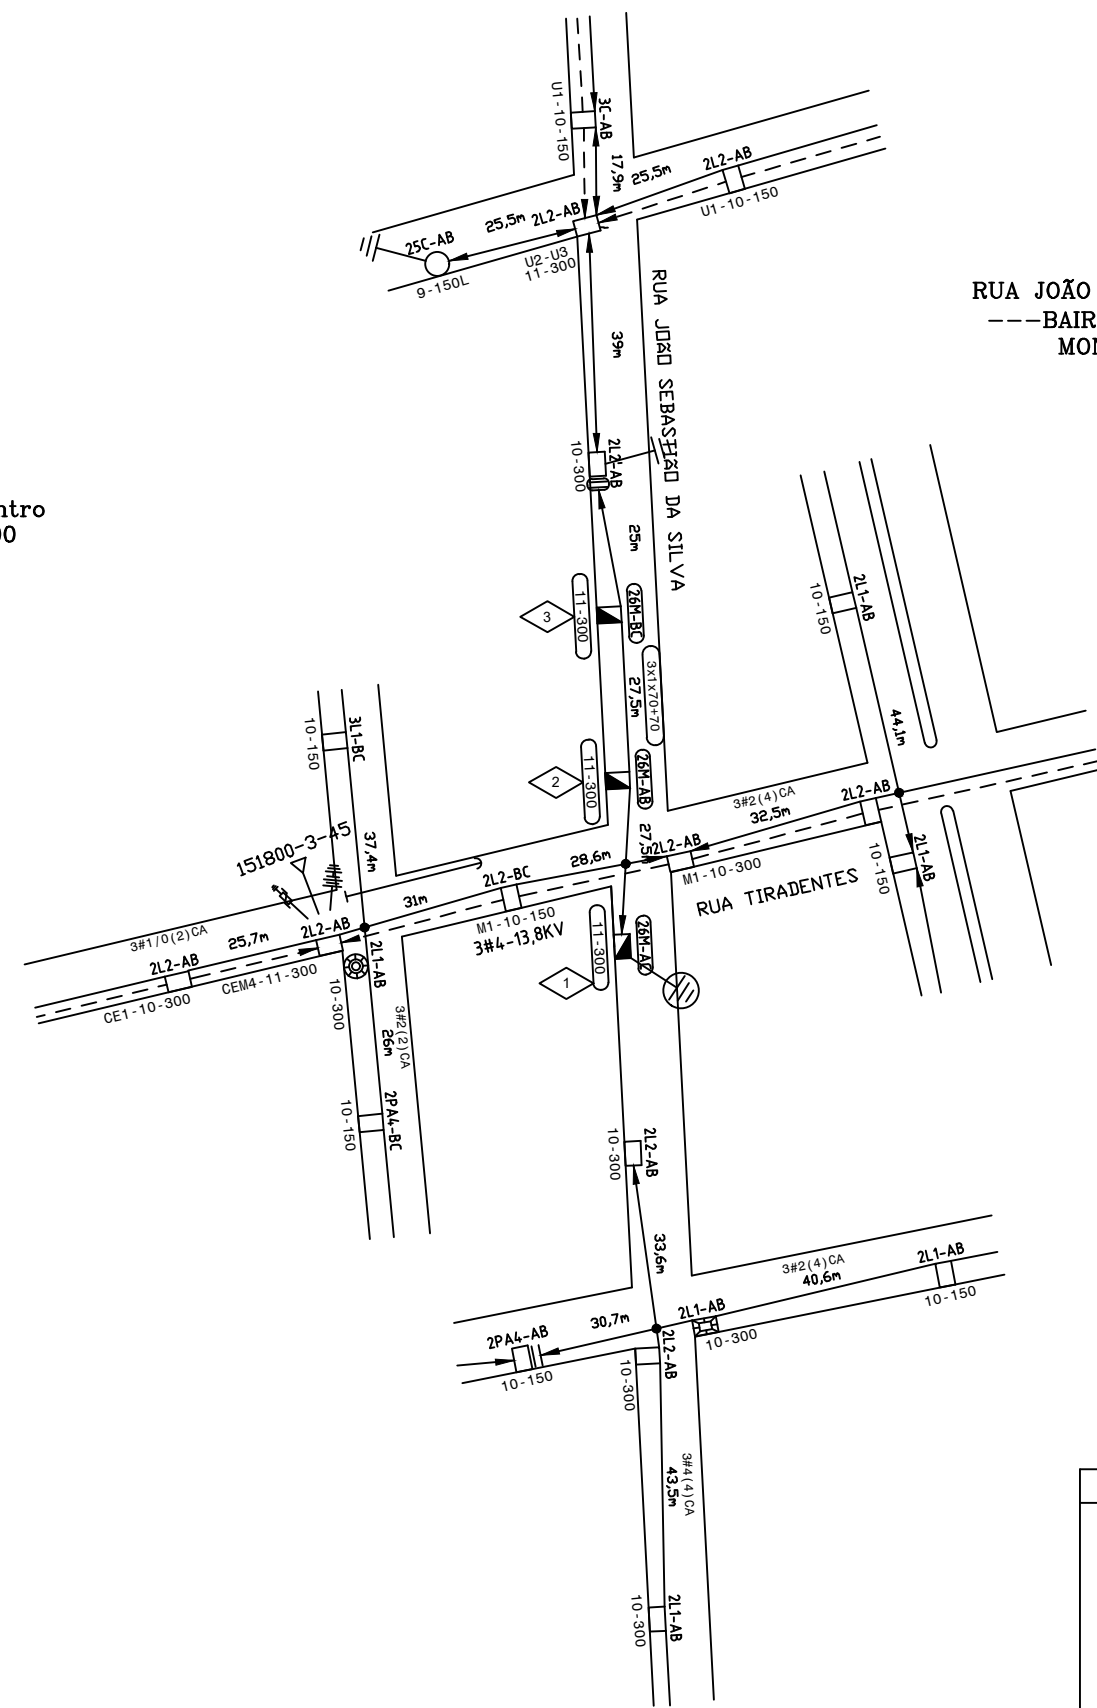 U1-10-150
3C-AB
17,9m
25,5m
2L2-AB
U1-10-150
25,5m
2L2-AB
25C-AB
U2-U3
11-300
9-150L
RUA JOÃO SEBASTIÃO DA SILVA
39m
RUA JOÃO
---BAIR
MON
2L2-AB
10-300
ntro
00
25m
3
11-300
26M-BC
3x1x70+70
27,5m
2L1-AB
10-150
44,1m
3L1-BC
10-150
2
11-300
26M-AB
3#2(4)CA
32,5m
2L2-AB
27,5m
2L2-AB
M1-10-300
RUA TIRADENTES
10-150
2L1-AB
37,4m
151800-3-45
28,6m
2L2-BC
31m
M1-10-150
3#4-13,8KV
3#1/0(2)CA
25,7m
2L2-AB
2L2-AB
CEM4-11-300
CE1-10-300
2L1-AB
10-300
3#2(2)CA
26m
1
11-300
26M-AC
2PA4-BC
10-150
2L2-AB
10-300
33,6m
3#2(4)CA
40,6m
2L1-AB
10-150
30,7m
2L1-AB
10-300
2PA4-AB
10-150
2L2-AB
10-300
3#4(4)CA
43,5m
2L1-AB
10-300